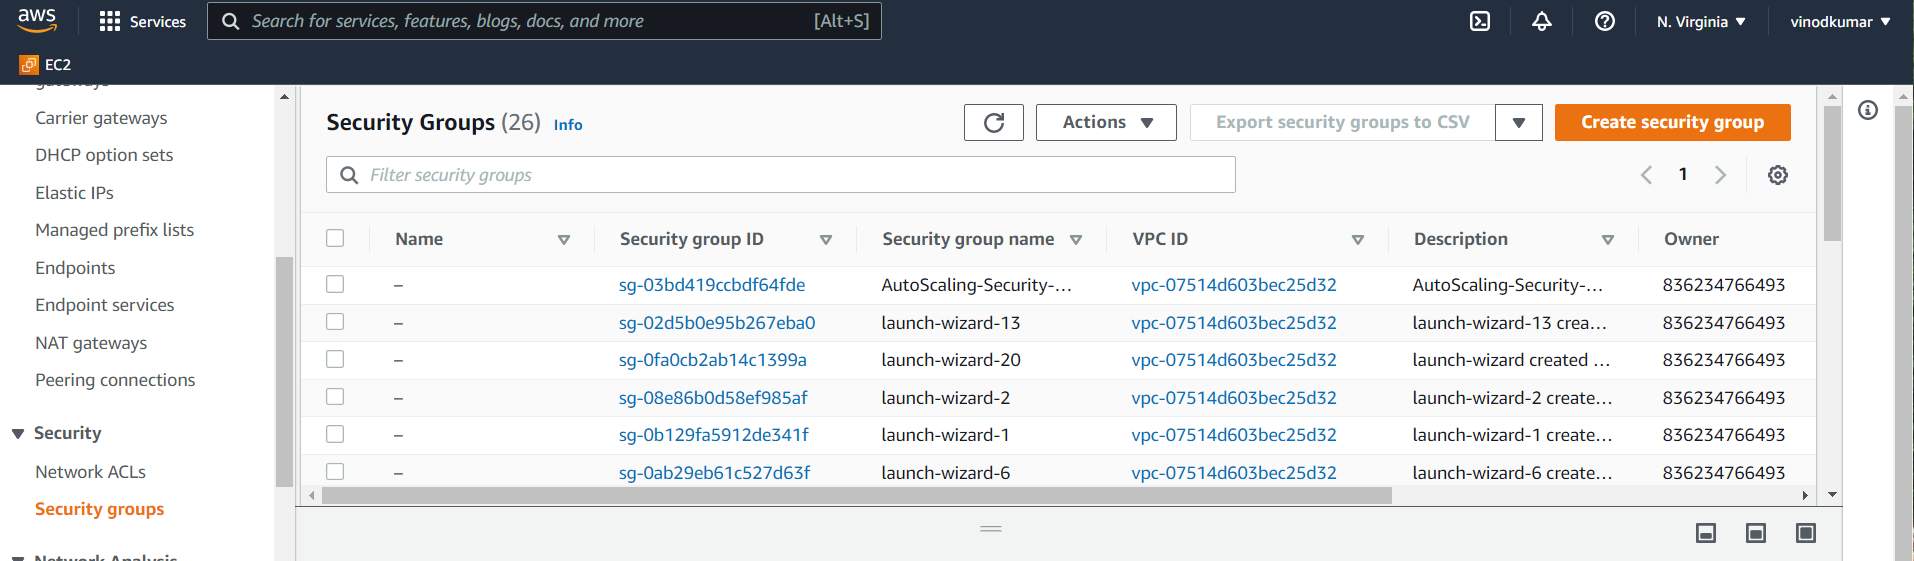 aws
Services
Search for services, features, blogs, docs, and more
[Alt+S]
N. Virginia
vinodkumar
EC2
gateways
Carrier gateways
DHCP option sets
Elastic IPs
Managed prefix lists
Endpoints
Endpoint services
NAT gateways
Peering connections
Security
Network ACLs
Security groups
Network Analysis
Security Groups (26) Info
Actions
Export security groups to CSV
Create security group
Filter security groups
1
Name Security group ID Security group name VPC ID Description Owner
– sg-03bd419ccbdf64fde AutoScaling-Security-... vpc-07514d603bec25d32 AutoScaling-Security-... 836234766493
– sg-02d5b0e95b267eba0 launch-wizard-13 vpc-07514d603bec25d32 launch-wizard-13 crea... 836234766493
– sg-0fa0cb2ab14c1399a launch-wizard-20 vpc-07514d603bec25d32 launch-wizard created ... 836234766493
– sg-08e86b0d58ef985af launch-wizard-2 vpc-07514d603bec25d32 launch-wizard-2 create... 836234766493
– sg-0b129fa5912de341f launch-wizard-1 vpc-07514d603bec25d32 launch-wizard-1 create... 836234766493
– sg-0ab29eb61c527d63f launch-wizard-6 vpc-07514d603bec25d32 launch-wizard-6 create... 836234766493